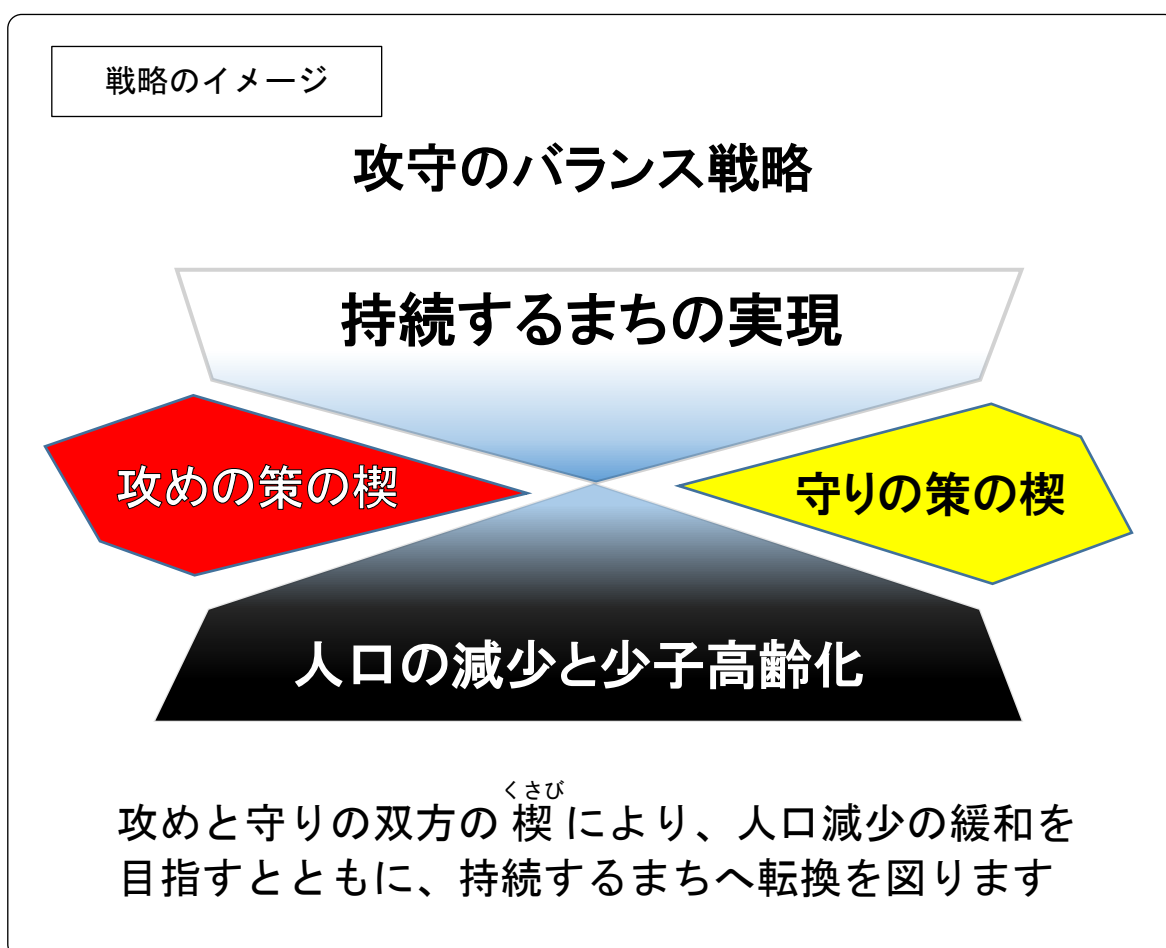 戦略のイメージ
攻守のバランス戦略
持続するまちの実現
攻めの策の楔
守りの策の楔
人口の減少と少子高齢化
くさび
攻めと守りの双方の楔により、人口減少の緩和を
目指すとともに、持続するまちへ転換を図ります